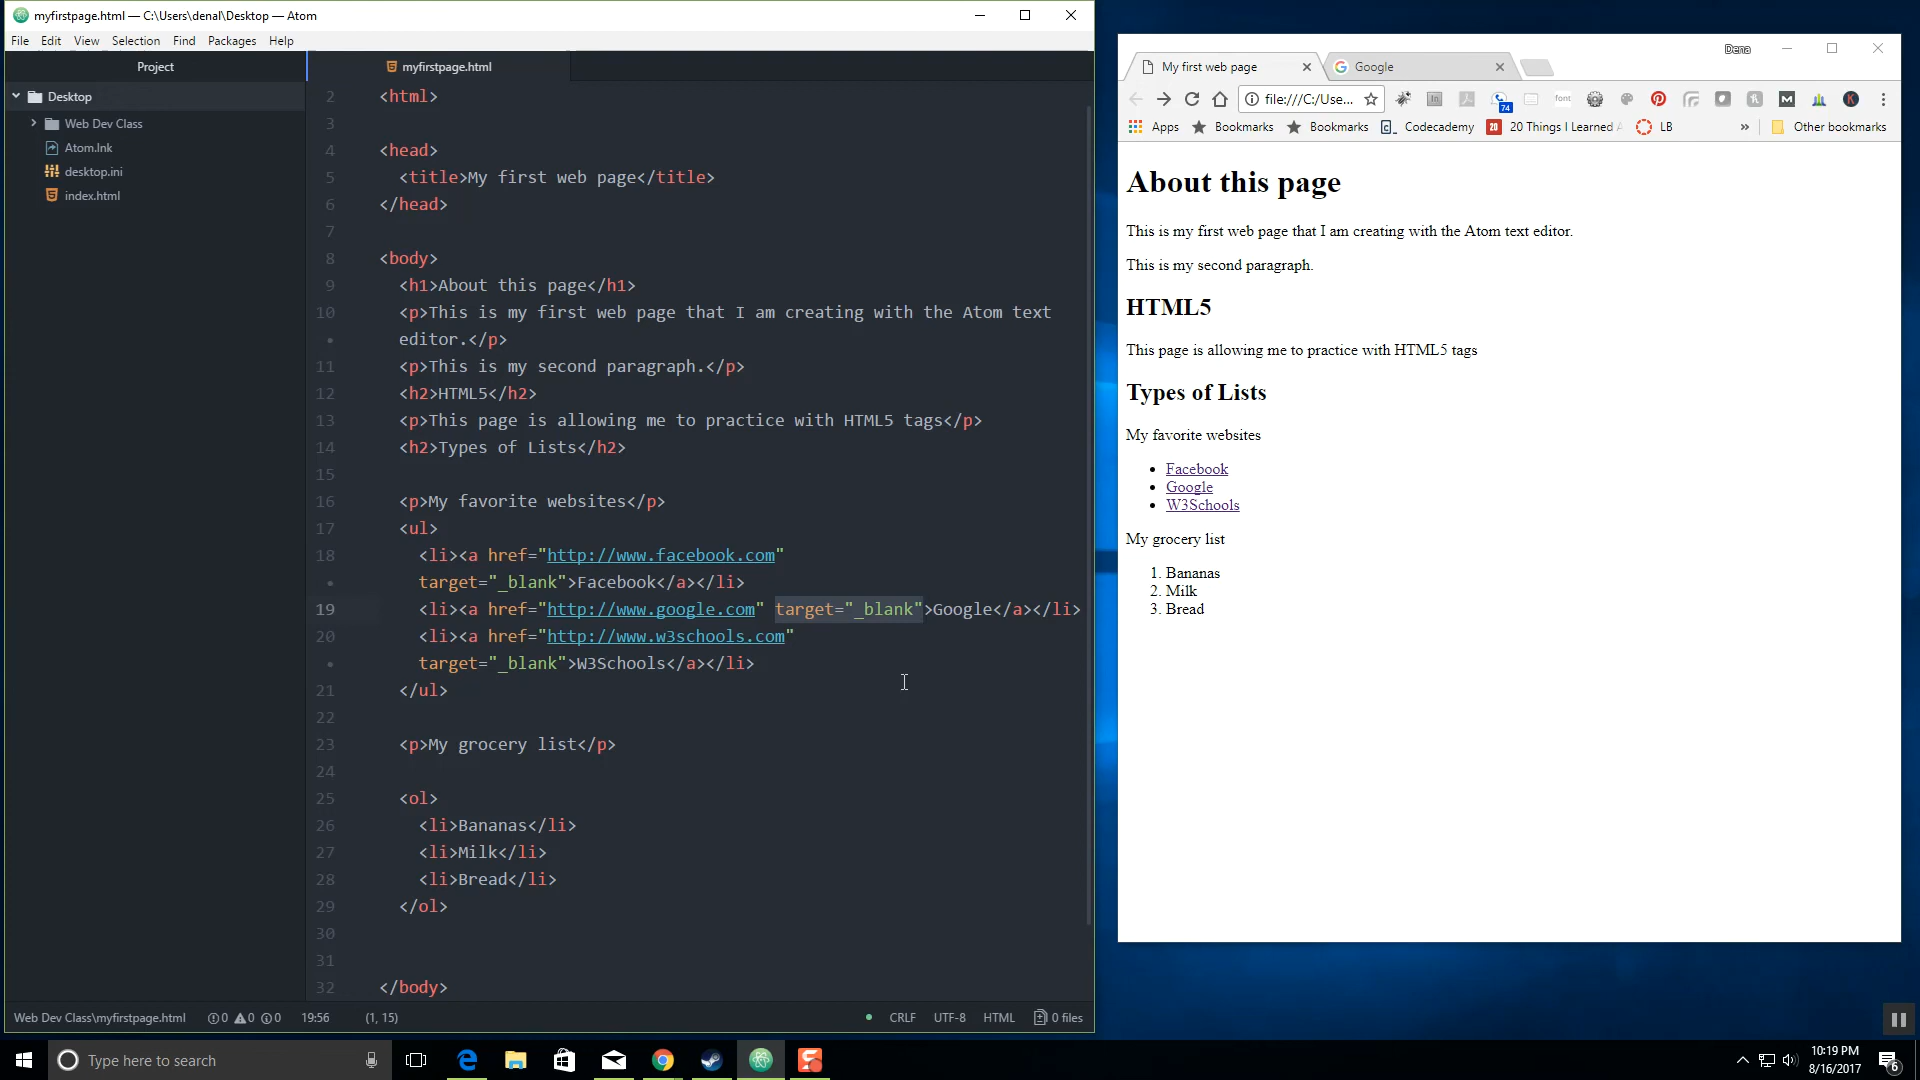 myfirstpage.html — C:\Users\denal\Desktop — Atom
File Edit View Selection Find Packages Help
Project
Desktop
Web Dev Class
Atom.lnk
desktop.ini
index.html
myfirstpage.html
2 <html>
3
4 <head>
5 <title>My first web page</title>
6 </head>
7
8 <body>
9 <h1>About this page</h1>
10 <p>This is my first web page that I am creating with the Atom text
• editor.</p>
11 <p>This is my second paragraph.</p>
12 <h2>HTML5</h2>
13 <p>This page is allowing me to practice with HTML5 tags</p>
14 <h2>Types of Lists</h2>
15
16 <p>My favorite websites</p>
17 <ul>
18 <li><a href="http://www.facebook.com"
• target="_blank">Facebook</a></li>
19 <li><a href="http://www.google.com" target="_blank">Google</a></li>
20 <li><a href="http://www.w3schools.com"
• target="_blank">W3Schools</a></li>
21 </ul>
22
23 <p>My grocery list</p>
24
25 <ol>
26 <li>Bananas</li>
27 <li>Milk</li>
28 <li>Bread</li>
29 </ol>
30
31
32 </body>
Web Dev Class\myfirstpage.html 0 0 0 19:56 (1, 15) CRLF UTF-8 HTML 0 files
Dena
My first web page Google
file:///C:/Use... 74 font M K
Apps Bookmarks Bookmarks Codecademy 20 20 Things I Learned LB » Other bookmarks
About this page
This is my first web page that I am creating with the Atom text editor.
This is my second paragraph.
HTML5
This page is allowing me to practice with HTML5 tags
Types of Lists
My favorite websites
• Facebook
• Google
• W3Schools
My grocery list
1. Bananas
2. Milk
3. Bread
Type here to search
10:19 PM
8/16/2017
6